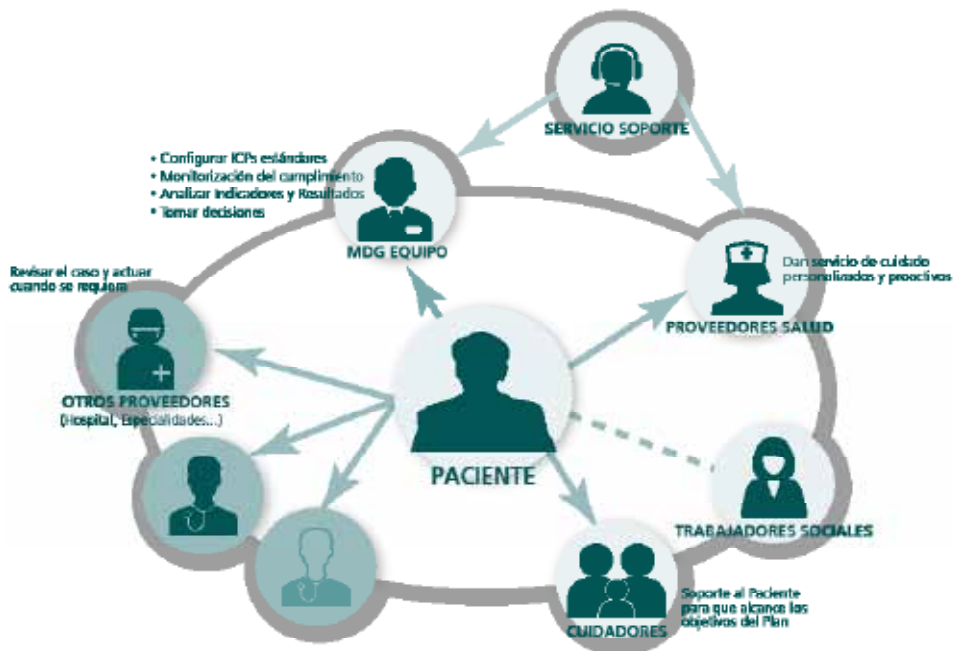 SERVICIO SOPORTE
• Configurar ICPs estándares
• Monitorización del cumplimiento
• Analizar Indicadores y Resultados
• Tomar decisiones
MDG EQUIPO
Revisar el caso y actuar
cuando se requiera
Dan servicio de cuidado
personalizados y proactivos
PROVEEDORES SALUD
OTROS PROVEEDORES
(Hospital, Especialidades...)
PACIENTE
TRABAJADORES SOCIALES
Soporte al Paciente
para que alcance los
objetivos del Plan
CUIDADORES